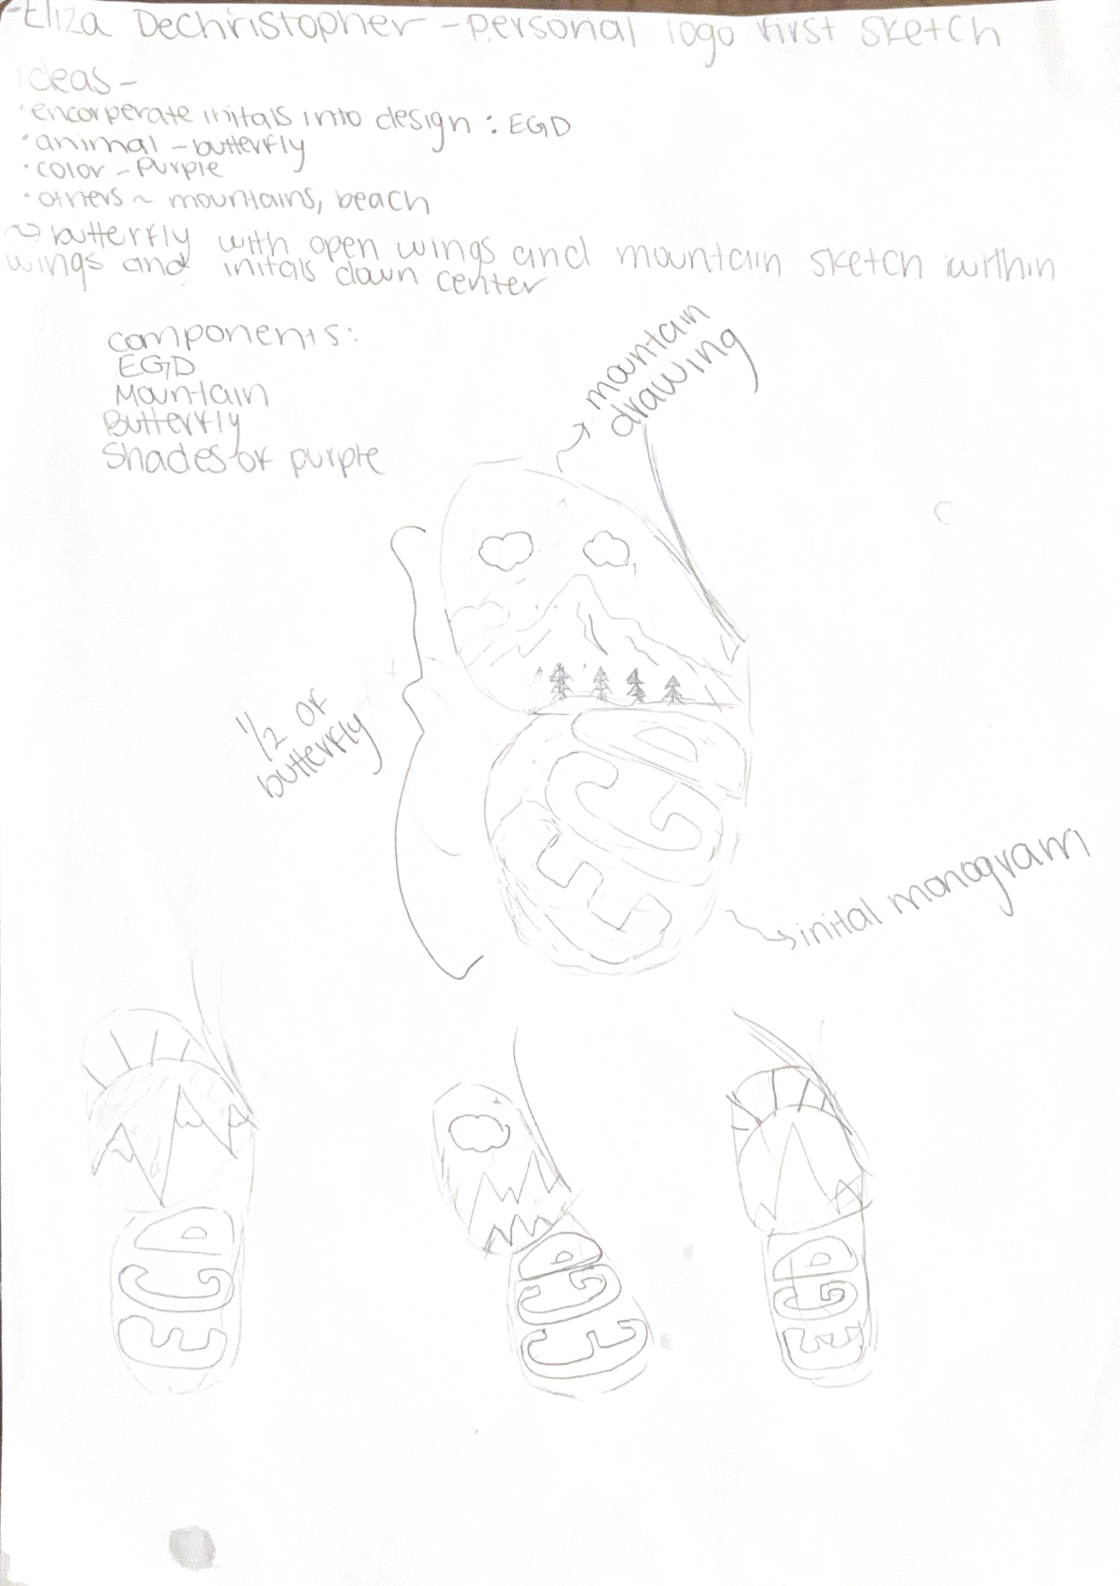 -Eliza Dechristopher - personal logo first sketch
ideas -
·encorperate initals into design : EGD
·animal - butterfly
·color - Purple
·others ~ mountains, beach
~> butterfly with open wings and mountain sketch within
wings and initals down center
components:
EGD
Mountain
Butterfly
Shades of purple
mountain
drawing
1/2 of
butterfly
EGD
inital monogram
EGD
EGD
EGD